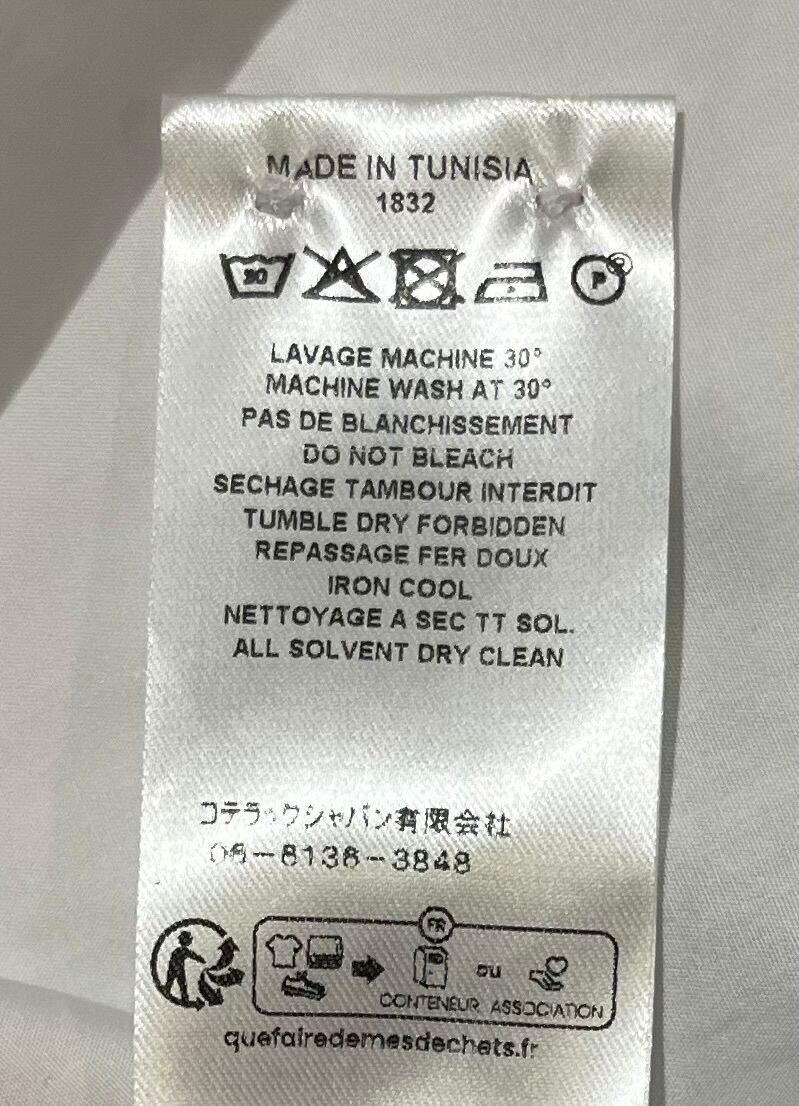 MADE IN TUNISIA
1832
30 P
LAVAGE MACHINE 30°
MACHINE WASH AT 30°
PAS DE BLANCHISSEMENT
DO NOT BLEACH
SECHAGE TAMBOUR INTERDIT
TUMBLE DRY FORBIDDEN
REPASSAGE FER DOUX
IRON COOL
NETTOYAGE A SEC TT SOL.
ALL SOLVENT DRY CLEAN
コテラックジャパン有限会社
06-6136-3848
FR
ou
CONTENEUR ASSOCIATION
quefairedemesdechets.fr